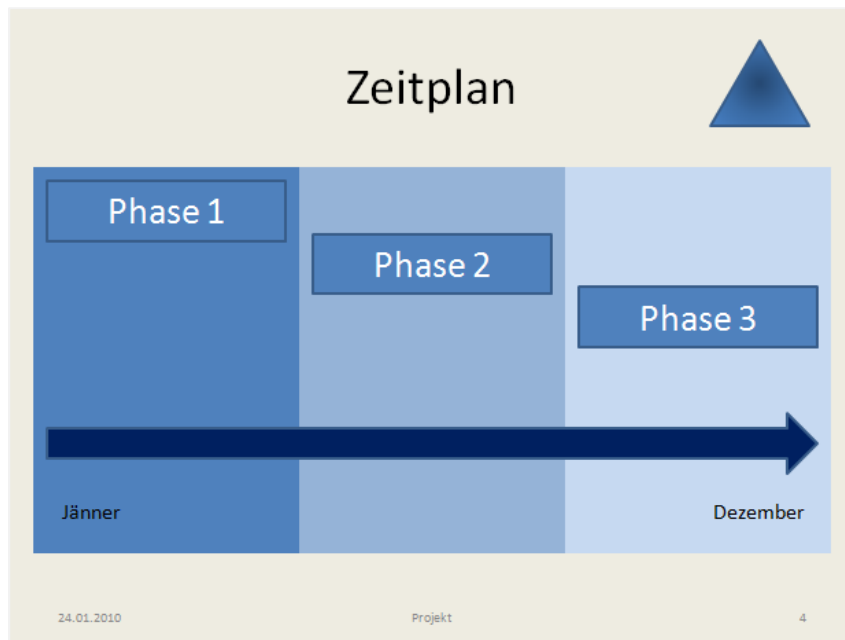 Zeitplan
Phase 1
Phase 2
Phase 3
Jänner
Dezember
24.01.2010
Projekt
4